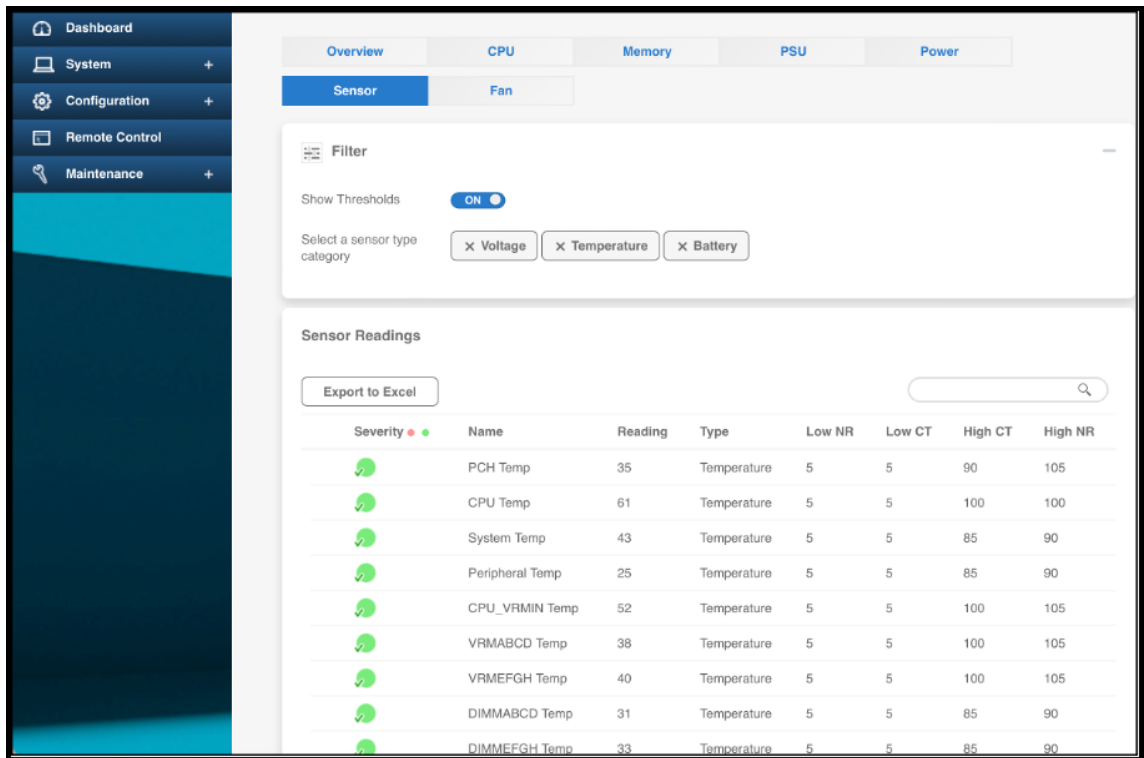 Dashboard
System +
Configuration +
Remote Control
Maintenance +
Overview CPU Memory PSU Power
Sensor Fan
Filter
Show Thresholds ON
Select a sensor type
category
× Voltage × Temperature × Battery
Sensor Readings
Export to Excel
Severity Name Reading Type Low NR Low CT High CT High NR
PCH Temp 35 Temperature 5 5 90 105
CPU Temp 61 Temperature 5 5 100 100
System Temp 43 Temperature 5 5 85 90
Peripheral Temp 25 Temperature 5 5 85 90
CPU_VRMIN Temp 52 Temperature 5 5 100 105
VRMABCD Temp 38 Temperature 5 5 100 105
VRMEFGH Temp 40 Temperature 5 5 100 105
DIMMABCD Temp 31 Temperature 5 5 85 90
DIMMEFGH Temp 33 Temperature 5 5 85 90